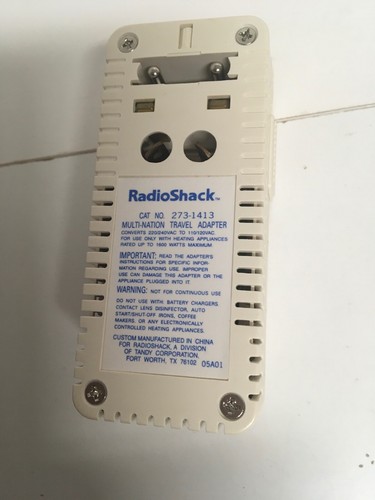 RadioShack™
CAT NO. 273-1413
MULTI-NATION TRAVEL ADAPTER
CONVERTS 220/240VAC TO 110/120VAC
FOR USE ONLY WITH HEATING APPLIANCES
RATED UP TO 1600 WATTS MAXIMUM
IMPORTANT: READ THE ADAPTER'S
INSTRUCTIONS FOR SPECIFIC INFOR-
MATION REGARDING USE. IMPROPER
USE CAN DAMAGE THIS ADAPTER OR THE
APPLIANCE PLUGGED INTO IT.
WARNING: NOT FOR CONTINUOUS USE
DO NOT USE WITH BATTERY CHARGERS
CONTACT LENS DISINFECTOR, AUTO
START/SHUT-OFF IRONS, COFFEE
MAKERS, OR ANY ELECTRONICALLY
CONTROLLED HEATING APPLIANCES.
CUSTOM MANUFACTURED IN CHINA
FOR RADIOSHACK, A DIVISION
OF TANDY CORPORATION,
FORT WORTH, TX 76102 05A01